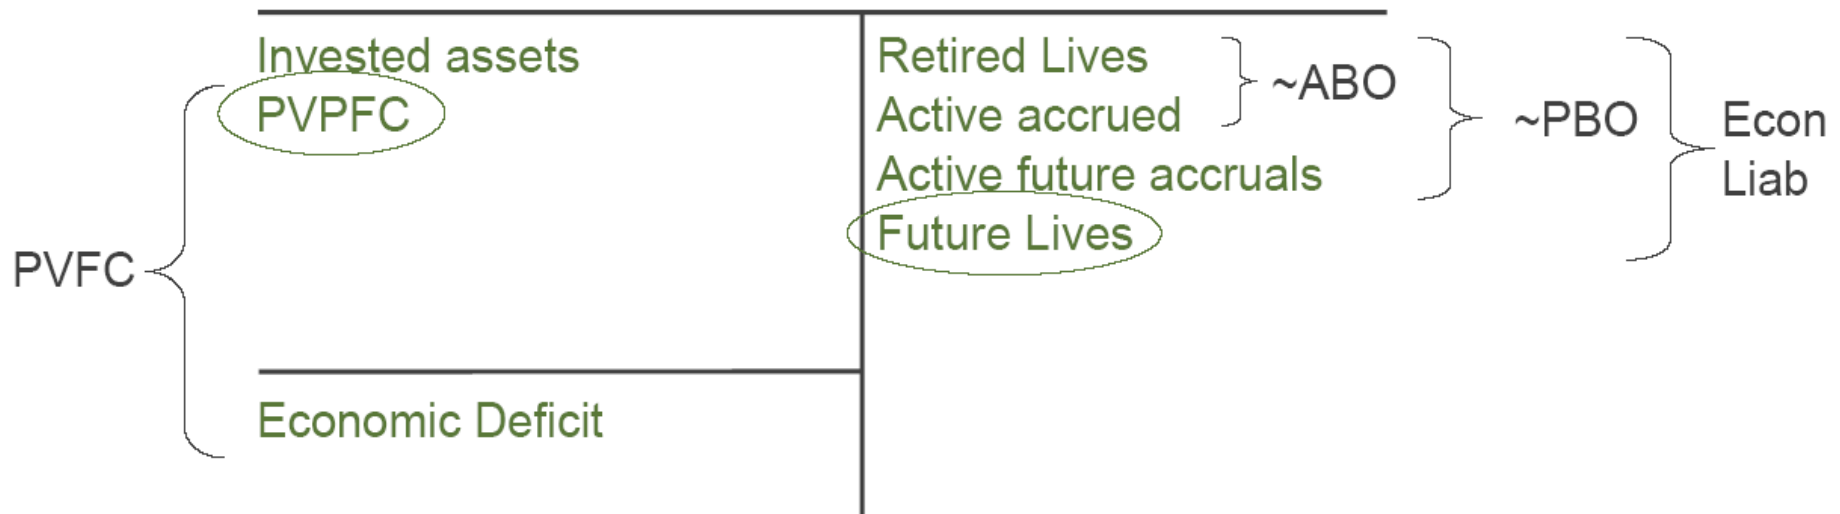 Invested assets
PVPFC
PVFC
Economic Deficit
Retired Lives
Active accrued
Active future accruals
Future Lives
~ABO
~PBO
Econ
Liab